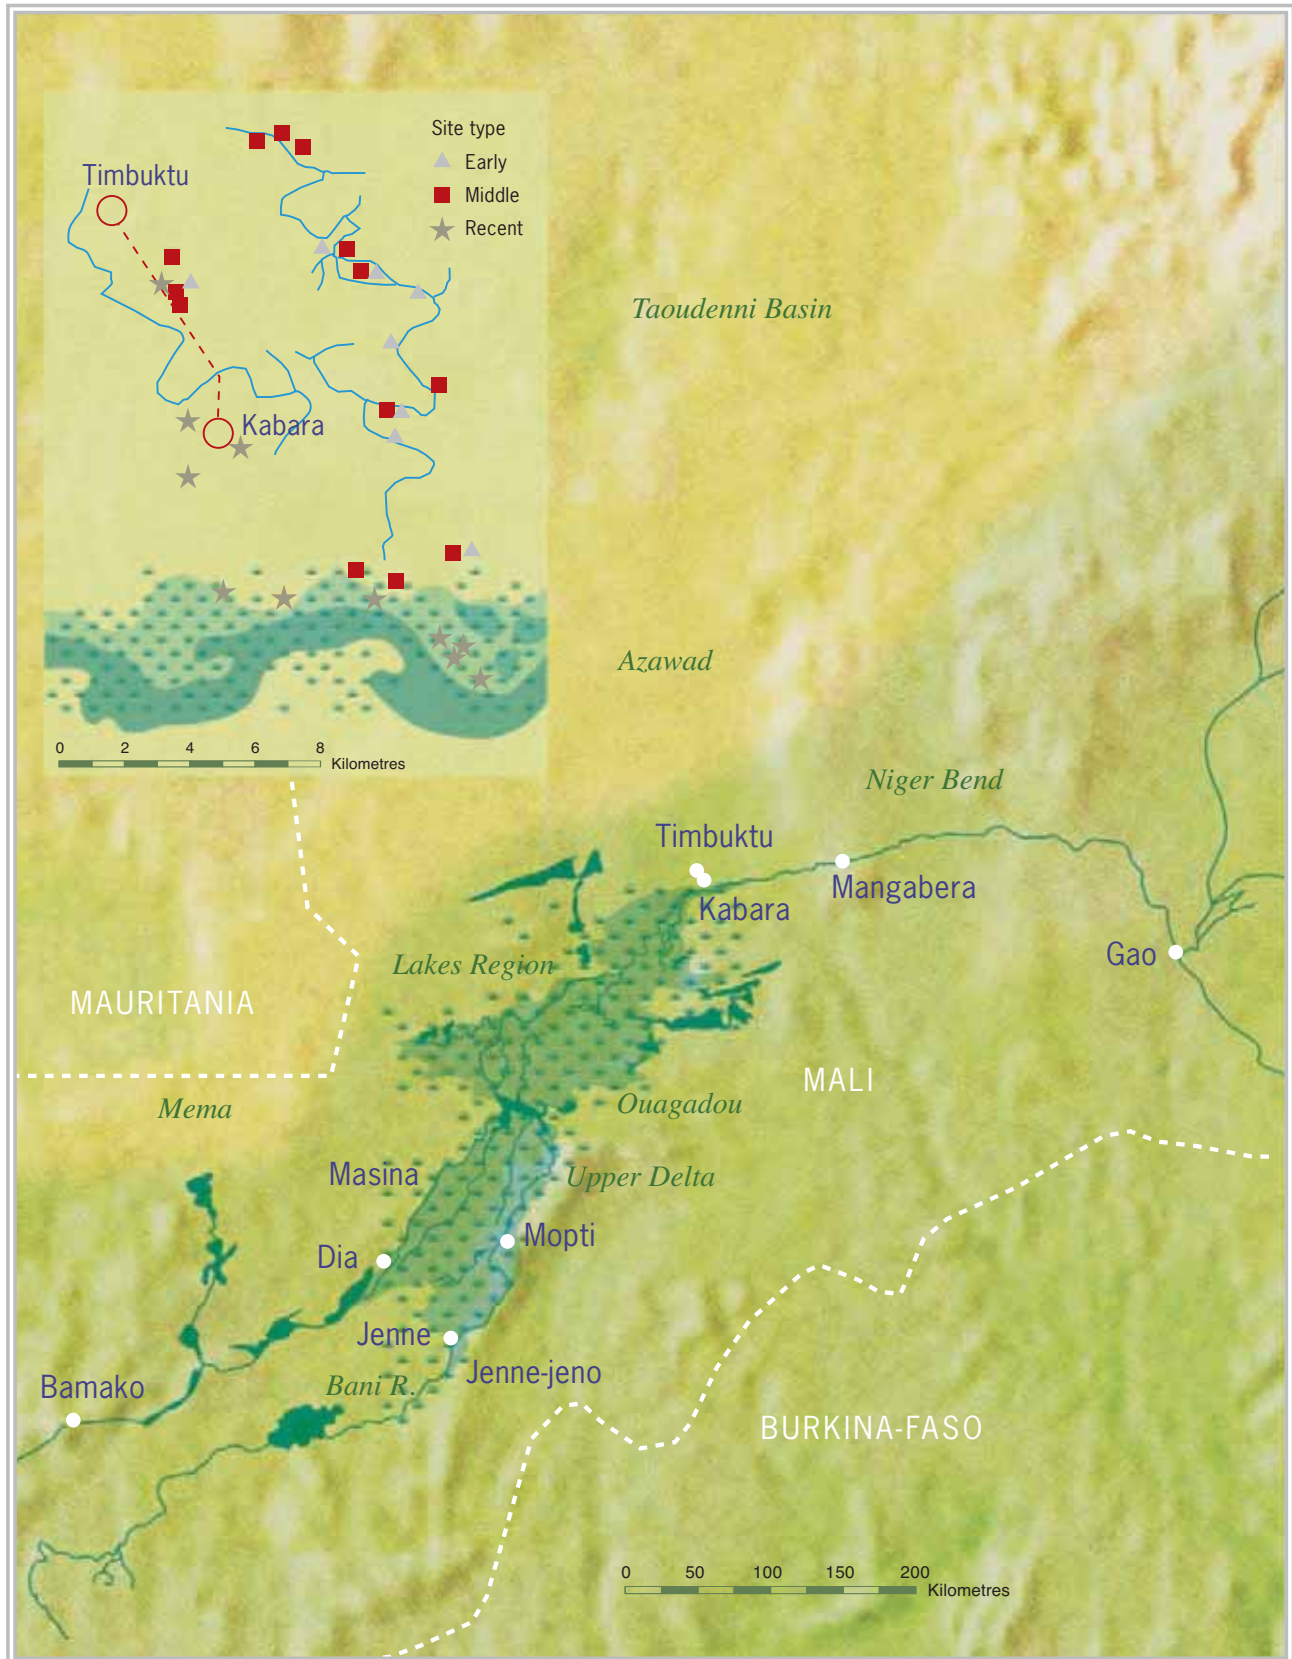 Site type
Early
Middle
Recent
Timbuktu
Kabara
0 2 4 6 8 Kilometres
Taoudenni Basin
Azawad
Niger Bend
Timbuktu
Kabara
Mangabera
Gao
Lakes Region
MAURITANIA
MALI
Mema
Ouagadou
Masina
Upper Delta
Mopti
Dia
Jenne
Jenne-jeno
Bani R.
Bamako
BURKINA-FASO
0 50 100 150 200 Kilometres